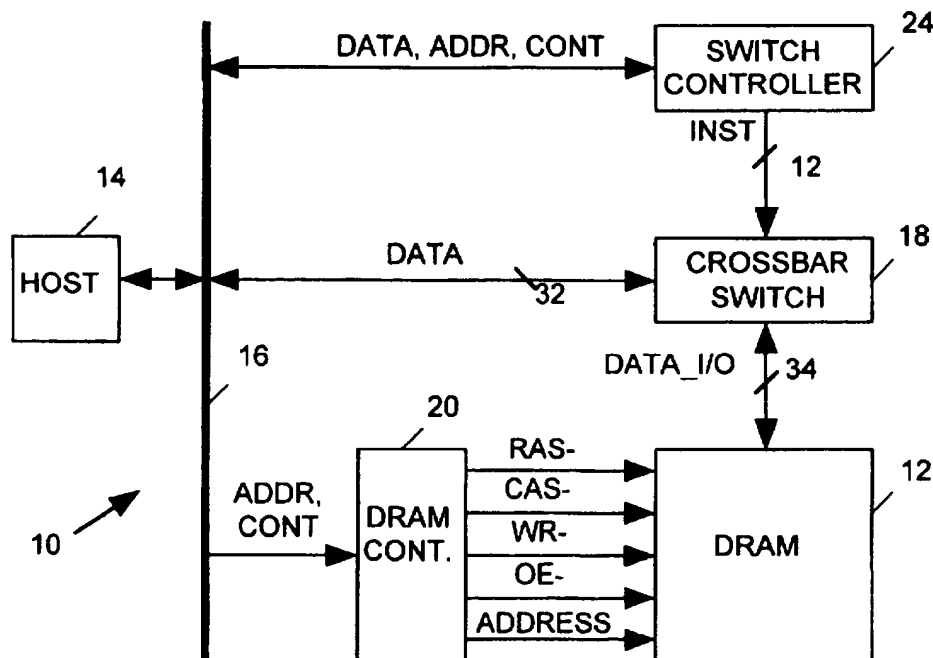 DATA, ADDR, CONT
SWITCH
CONTROLLER
24
INST
12
14
HOST
DATA
32
CROSSBAR
SWITCH
18
16
DATA_I/O
34
20
ADDR,
CONT
DRAM
CONT.
RAS-
CAS-
WR-
OE-
ADDRESS
DRAM
12
10